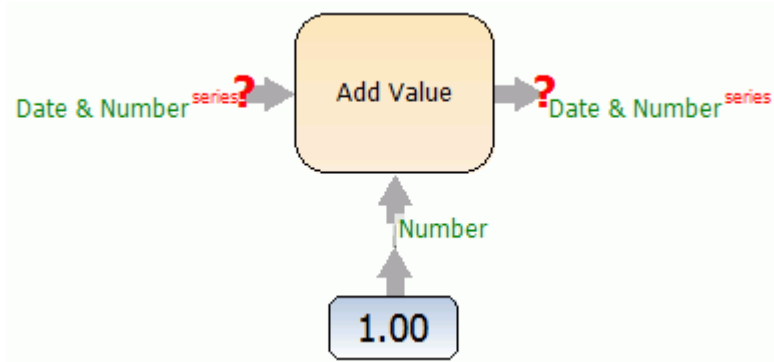 Add Value
Date & Number series ?
? Date & Number series
Number
1.00